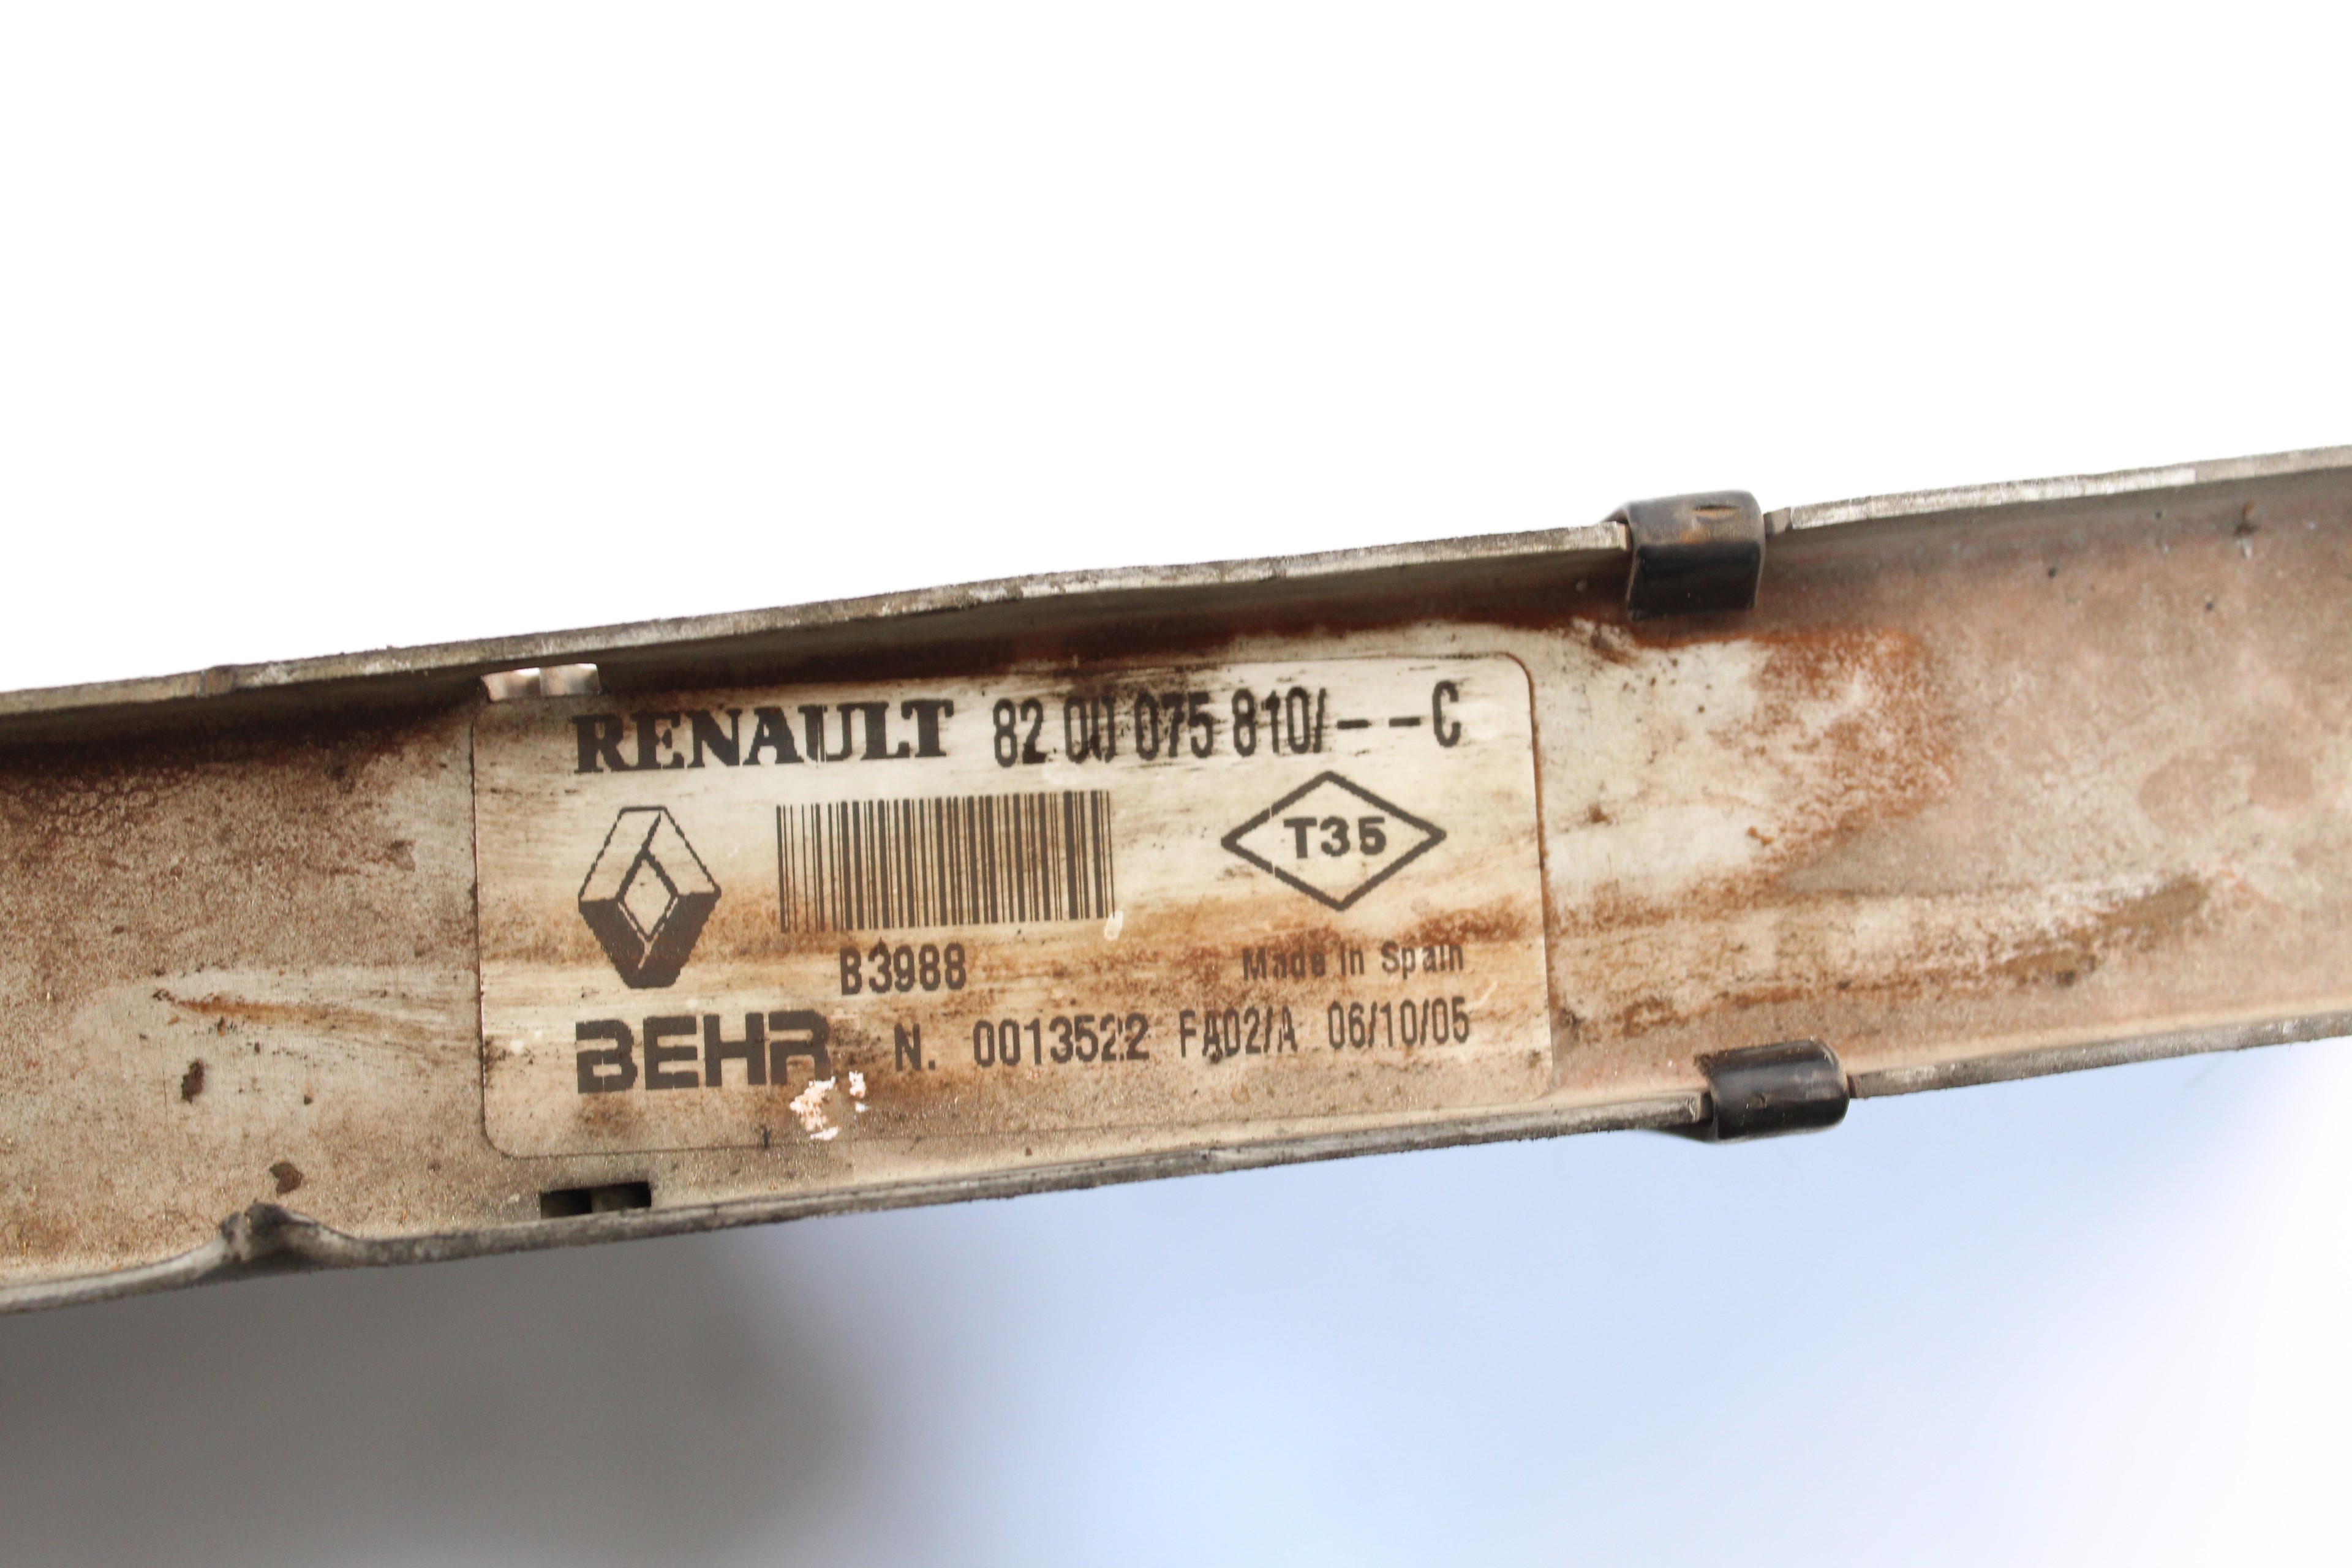 RENAULT 82 00 075 810/--C
T35
B3988
Made in Spain
BEHR N. 0013522 FA02/A 06/10/05